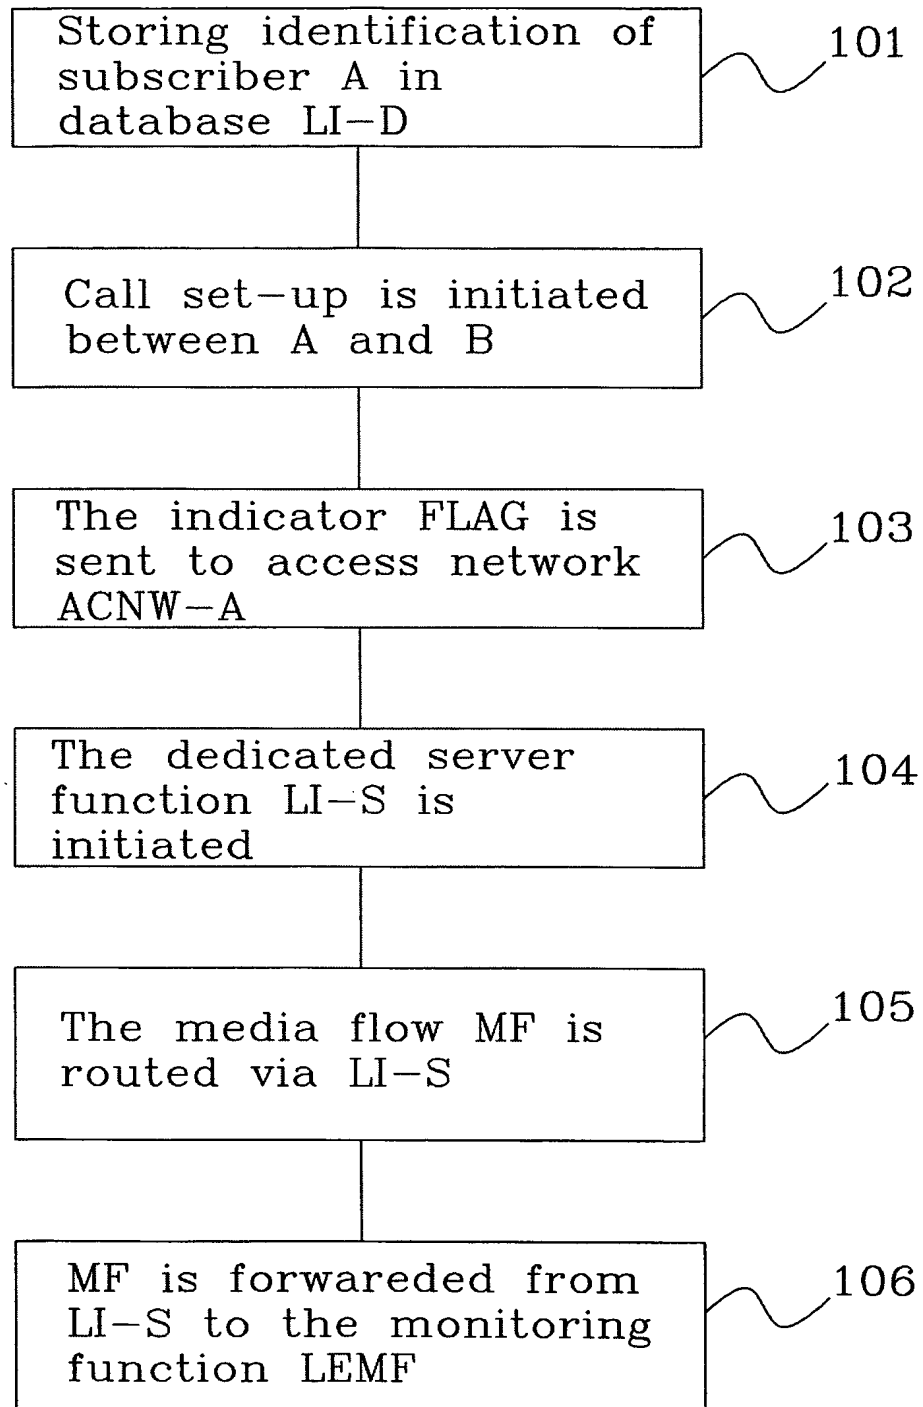 Storing identification of
subscriber A in
database LI-D
101
Call set-up is initiated
between A and B
102
The indicator FLAG is
sent to access network
ACNW-A
103
The dedicated server
function LI-S is
initiated
104
The media flow MF is
routed via LI-S
105
MF is forwareded from
LI-S to the monitoring
function LEMF
106